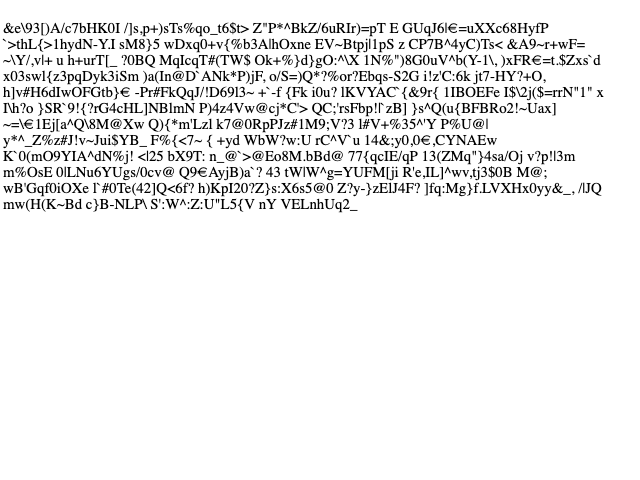 &e\93[)A/c7bHK0I /]s,p+)sTs%qo_t6$t> Z"P*^BkZ/6uRIr)=pT E GUqJ6|€=uXXc68HyfP
`>thL{>1hydN-Y.I sM8}5 wDxq0+v{%b3A|hOxne EV~Btpj|1pS z CP7B^4yC)Ts< &A9~r+wF=
~\Y/,v|+ u h+urT[_ ?0BQ MqIcqT#(TW$ Ok+%}d}gO:^\X 1N%")8G0uV^b(Y-1\, )xFR€=t.$Zxs`d
x03swl{z3pqDyk3iSm )a(In@D`ANk*P)jF, o/S=)Q*?%or?Ebqs-S2G i!z'C:6k jt7-HY?+O,
h]v#H6dIwOFGtb}€ -Pr#FkQqJ/!D69l3~ +`-f {Fk i0u? lKVYAC`{&9r{ 1IBOEFe I$\2j($=rrN"1" x
I\h?o }SR`9!{?rG4cHL]NBlmN P)4z4Vw@cj*C'> QC;'rsFbp!l`zB] }s^Q(u{BFBRo2!~Uax]
~=\€1Ej[a^Q\8M@Xw Q){*m'Lzl k7@0RpPJz#1M9;V?3 l#V+%35^'Y P%U@|
y*^_Z%z#J!v~Jui$YB_ F%{<7~ { +yd WbW?w:U rC^V`u 14&;y0,0€,CYNAEw
K`0(mO9YIA^dN%j! <|25 bX9T: n_@`>@Eo8M.bBd@ 77{qcIE/qP 13(ZMq"}4sa/Oj v?p!|3m
m%OsE 0|LNu6YUgs/0cv@ Q9€AyjB)a`? 43 tW|W^g=YUFM[ji R'e,IL]^wv,tj3$0B M@;
wB'Gqf0iOXe l`#0Te(42]Q<6f? h)KpI20?Z}s:X6s5@0 Z?y-}zElJ4F? ]fq:Mg}f.LVXHx0yy&_, /|JQ
mw(H(K~Bd c}B-NLP\ S':W^:Z:U"L5{V nY VELnhUq2_